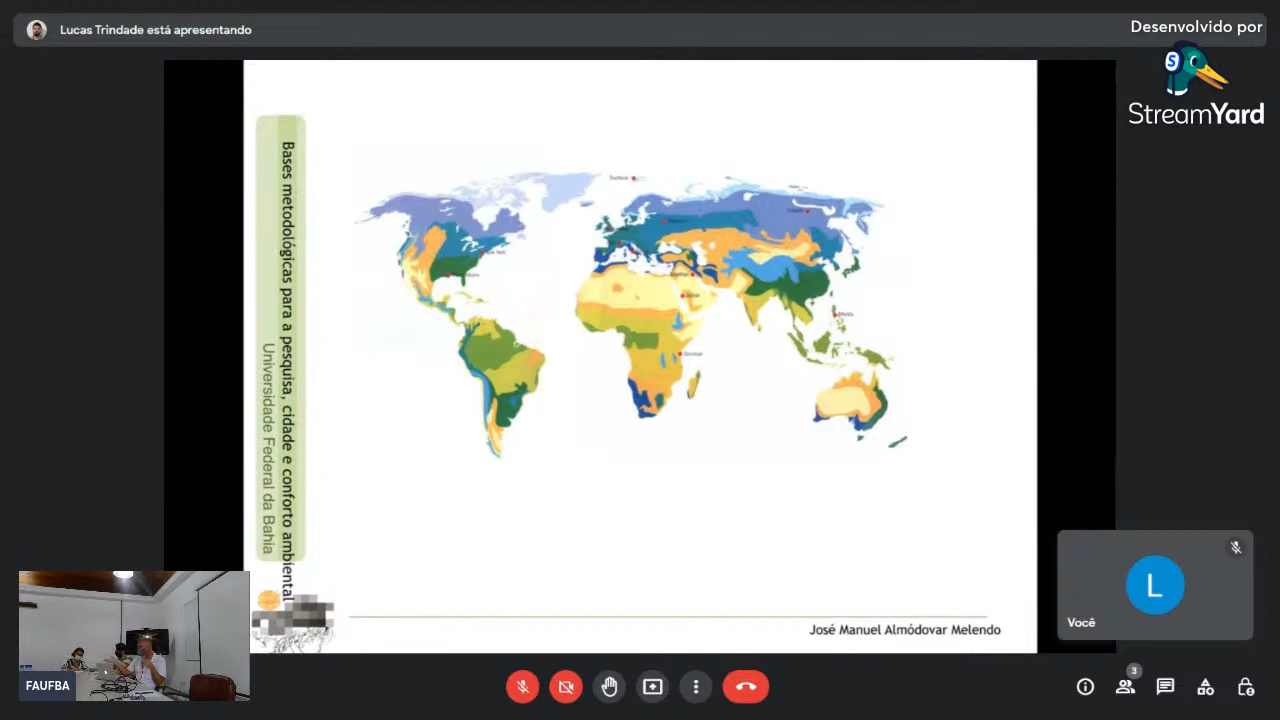 Lucas Trindade está apresentando
Desenvolvido por
StreamYard
Bases metodológicas para a pesquisa, cidade e conforto ambiental
Universidade Federal da Bahia
José Manuel Almódovar Melendo
L
Você
FAUFBA
3